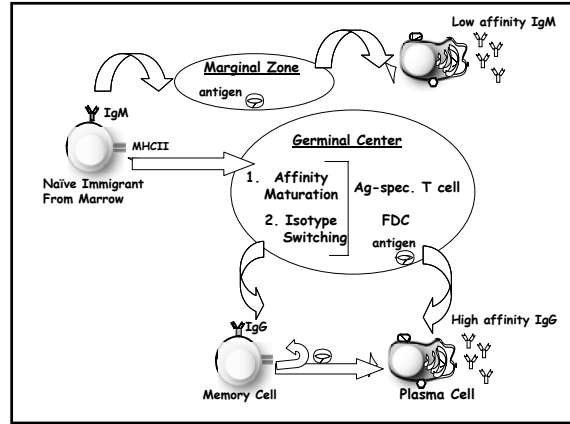 Low affinity IgM
Marginal Zone
antigen
IgM
MHCII
Naïve Immigrant
From Marrow
Germinal Center
1. Affinity
Maturation
2. Isotype
Switching
Ag-spec. T cell
FDC
antigen
IgG
Memory Cell
High affinity IgG
Plasma Cell